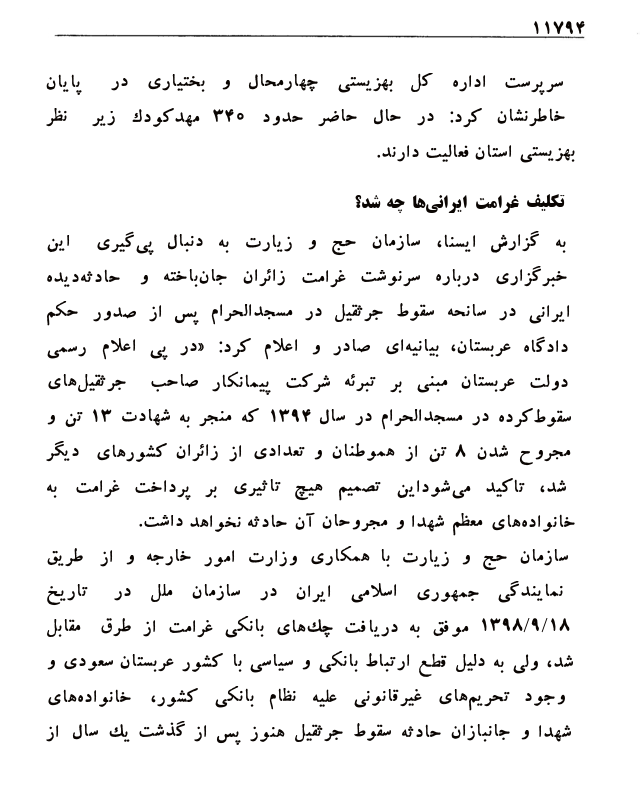 ۱۱۷۹۴
سرپرست اداره کل بهزیستی چهارمحال و بختیاری در پایان
خاطرنشان کرد: در حال حاضر حدود ۳۴۰ مهدکودك زیر نظر
بهزیستی استان فعالیت دارند.
تکلیف غرامت ایرانی‌ها چه شد؟
به گزارش ایسنا، سازمان حج و زیارت به دنبال پی‌گیری این
خبرگزاری درباره سرنوشت غرامت زائران جان‌باخته و حادثه‌دیده
ایرانی در سانحه سقوط جرثقیل در مسجدالحرام پس از صدور حکم
دادگاه عربستان، بیانیه‌ای صادر و اعلام کرد: «در پی اعلام رسمی
دولت عربستان مبنی بر تبرئه شرکت پیمانکار صاحب جرثقیل‌های
سقوط‌کرده در مسجدالحرام در سال ۱۳۹۴ که منجر به شهادت ۱۳ تن و
مجروح شدن ۸ تن از هموطنان و تعدادی از زائران کشورهای دیگر
شد، تاکید می‌شوداین تصمیم هیچ تاثیری بر پرداخت غرامت به
خانواده‌های معظم شهدا و مجروحان آن حادثه نخواهد داشت.
سازمان حج و زیارت با همکاری وزارت امور خارجه و از طریق
نمایندگی جمهوری اسلامی ایران در سازمان ملل در تاریخ
۱۳۹۸/۹/۱۸ موفق به دریافت چك‌های بانکی غرامت از طرق مقابل
شد، ولی به دلیل قطع ارتباط بانکی و سیاسی با کشور عربستان سعودی و
وجود تحریم‌های غیرقانونی علیه نظام بانکی کشور، خانواده‌های
شهدا و جانبازان حادثه سقوط جرثقیل هنوز پس از گذشت یك سال از